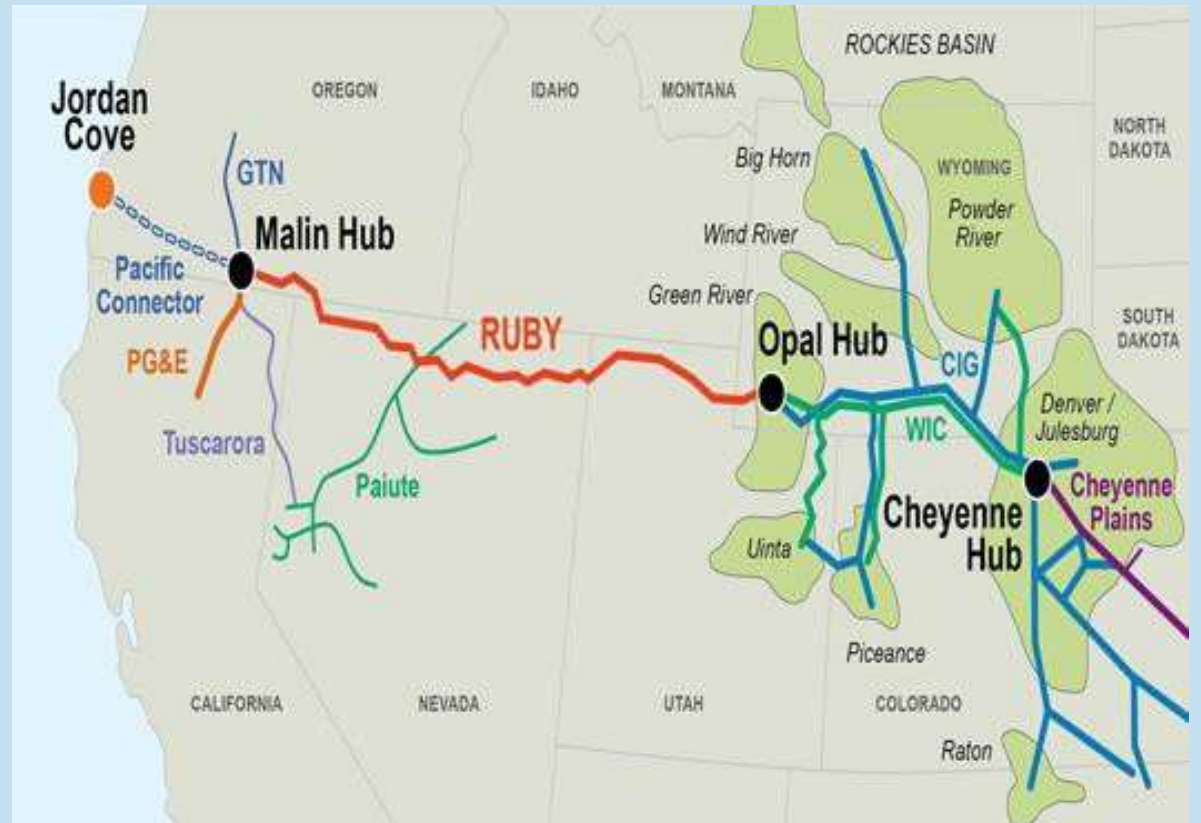 ROCKIES BASIN
Jordan
Cove
OREGON
IDAHO
MONTANA
NORTH
DAKOTA
Big Horn
WYOMING
GTN
Powder
River
Malin Hub
Wind River
Pacific
Connector
Green River
SOUTH
DAKOTA
RUBY
Opal Hub
PG&E
CIG
Denver /
Julesburg
WIC
Tuscarora
Paiute
Cheyenne
Plains
Cheyenne
Hub
Uinta
Piceance
CALIFORNIA
NEVADA
UTAH
COLORADO
Raton